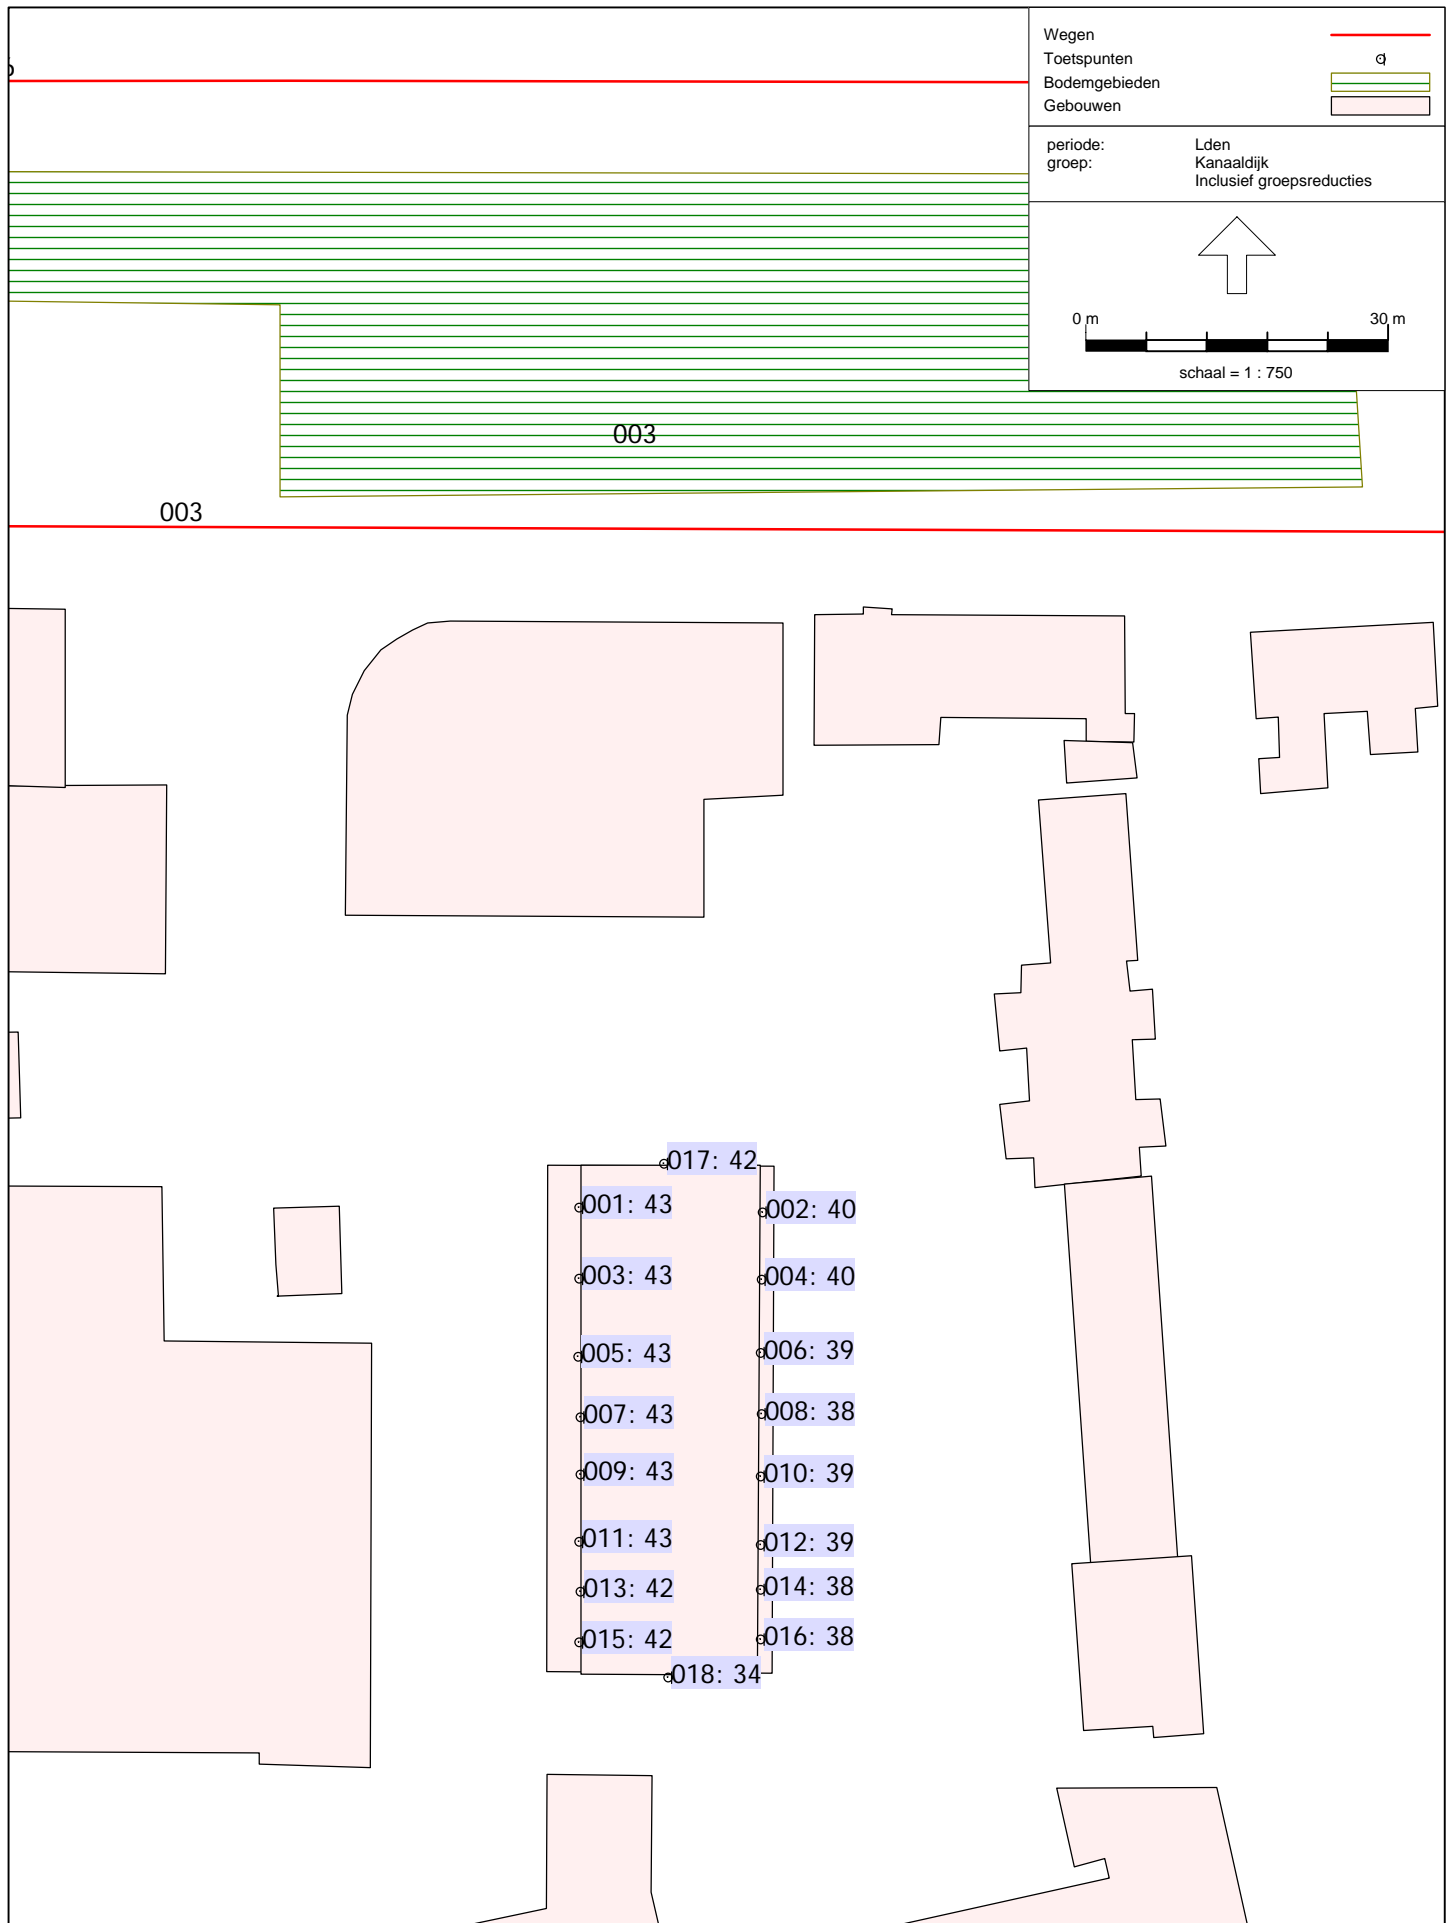 Wegen
Toetspunten
Bodemgebieden
Gebouwen
periode: Lden
groep: Kanaaldijk
Inclusief groepsreducties
0 m 30 m
schaal = 1 : 750
003
003
017: 42
001: 43
002: 40
003: 43
004: 40
005: 43
006: 39
007: 43
008: 38
009: 43
010: 39
011: 43
012: 39
013: 42
014: 38
015: 42
016: 38
018: 34